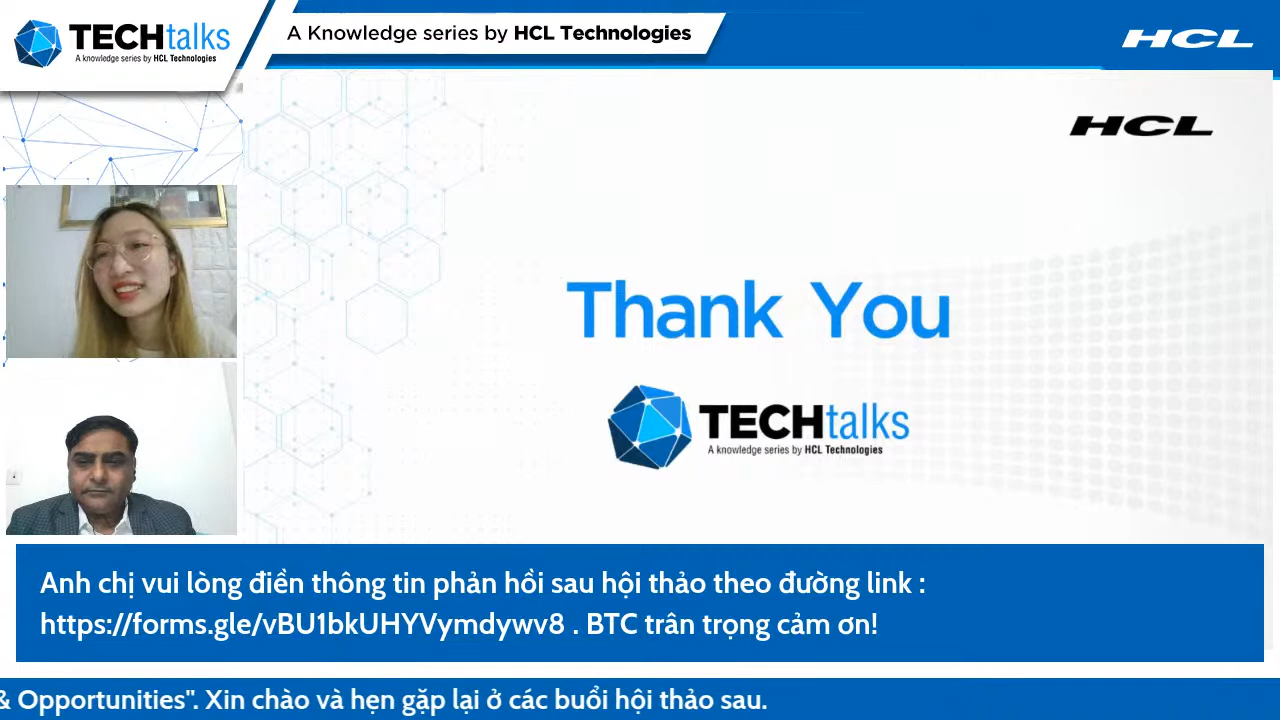 TECHtalks
A knowledge series by HCL Technologies
A Knowledge series by HCL Technologies
HCL
HCL
Thank You
TECHtalks
A knowledge series by HCL Technologies
Anh chị vui lòng điền thông tin phản hồi sau hội thảo theo đường link :
https://forms.gle/vBU1bkUHYVymdywv8 . BTC trân trọng cảm ơn!
& Opportunities". Xin chào và hẹn gặp lại ở các buổi hội thảo sau.